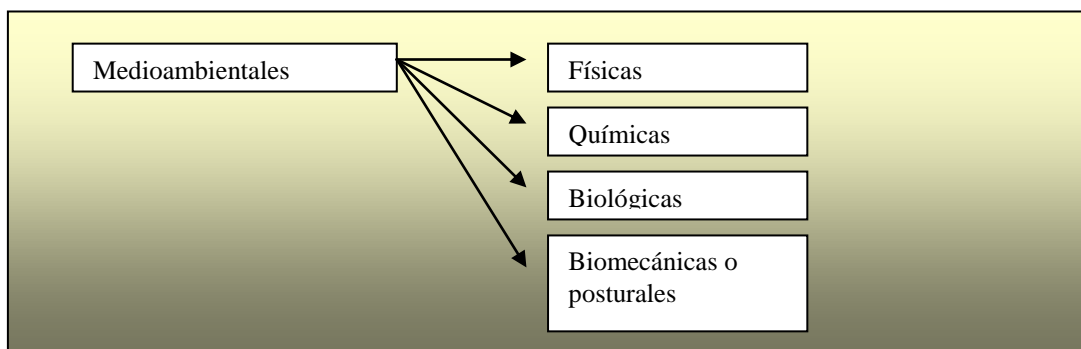 Medioambientales
Físicas
Químicas
Biológicas
Biomecánicas o
posturales